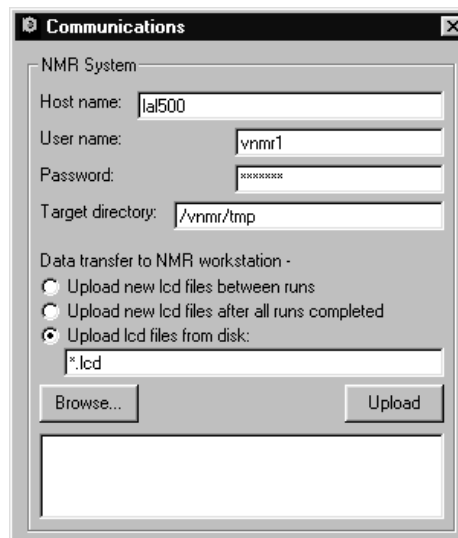 Communications
NMR System
Host name: lal500
User name: vnmr1
Password: *******
Target directory: /vnmr/tmp
Data transfer to NMR workstation -
Upload new lcd files between runs
Upload new lcd files after all runs completed
Upload lcd files from disk:
*.lcd
Browse... Upload